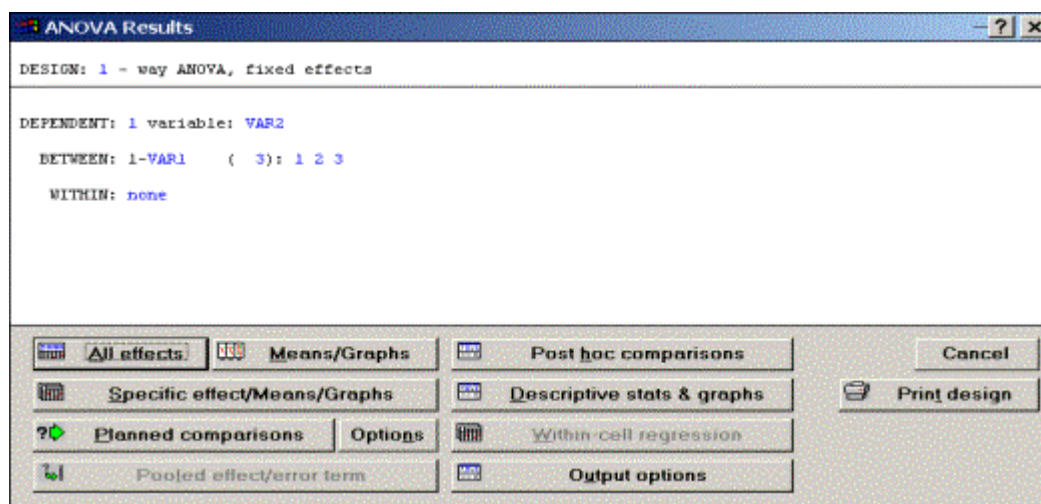 ANOVA Results
DESIGN: 1 - way ANOVA, fixed effects
DEPENDENT: 1 variable: VAR2
BETWEEN: 1-VAR1 ( 3): 1 2 3
WITHIN: none
All effects
Means/Graphs
Post hoc comparisons
Cancel
Specific effect/Means/Graphs
Descriptive stats & graphs
Print design
Planned comparisons
Options
Within-cell regression
Pooled effect/error term
Output options